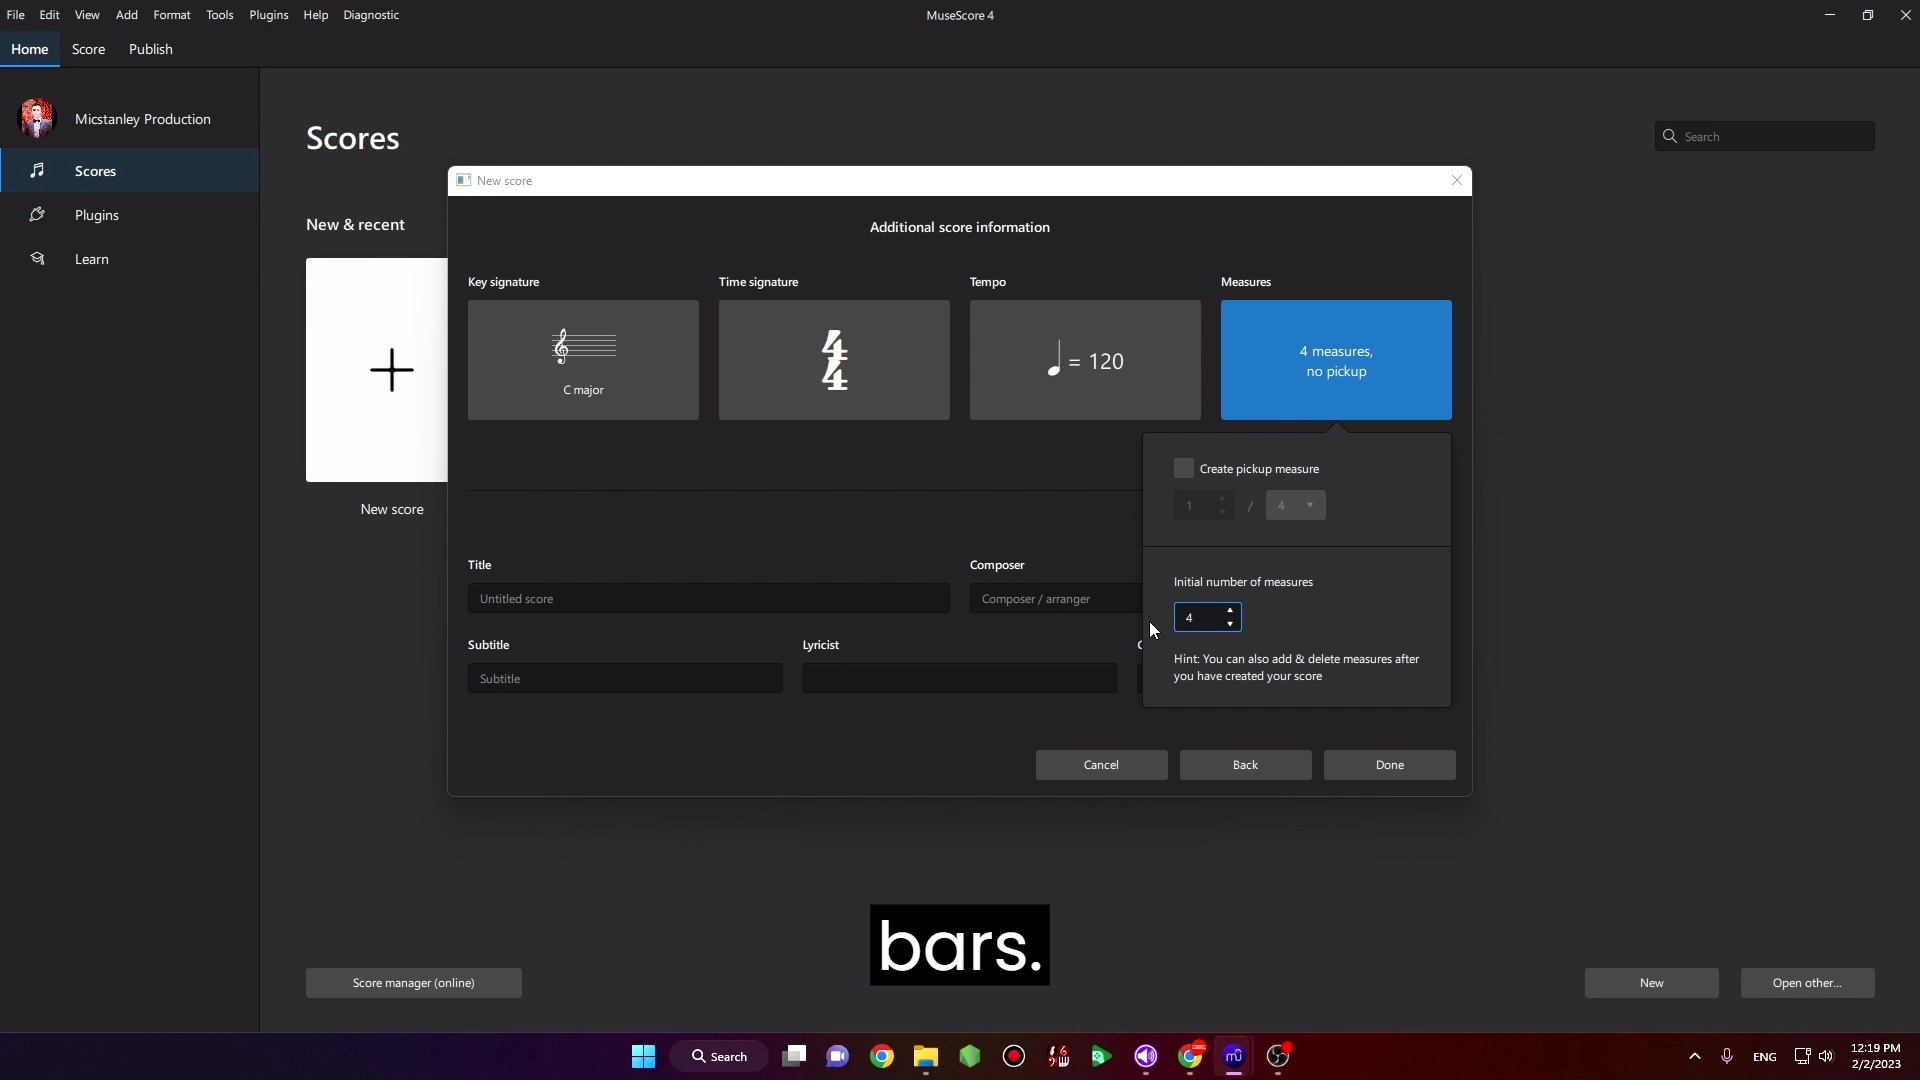 File Edit View Add Format Tools Plugins Help Diagnostic
MuseScore 4
Home Score Publish
Micstanley Production
Scores
Search
Scores
New score
Plugins
Additional score information
New & recent
Learn
Key signature Time signature Tempo Measures
4
4
= 120
4 measures,
no pickup
C major
Create pickup measure
1 / 4
New score
Title Composer
Initial number of measures
Untitled score Composer / arranger
4
Subtitle Lyricist
Hint: You can also add & delete measures after
you have created your score
Subtitle
Cancel Back Done
bars.
Score manager (online) New Open other...
Search
ENG
12:19 PM
2/2/2023